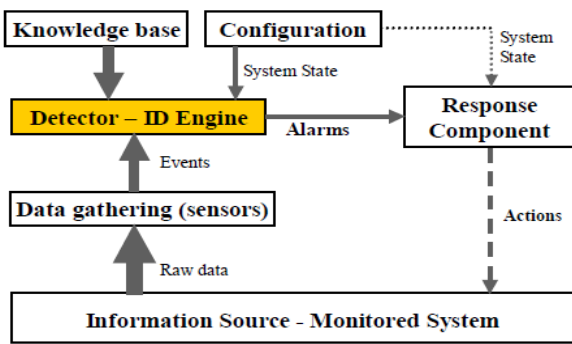 Knowledge base
Configuration
System
State
System State
Detector – ID Engine
Alarms
Response
Component
Events
Data gathering (sensors)
Actions
Raw data
Information Source - Monitored System